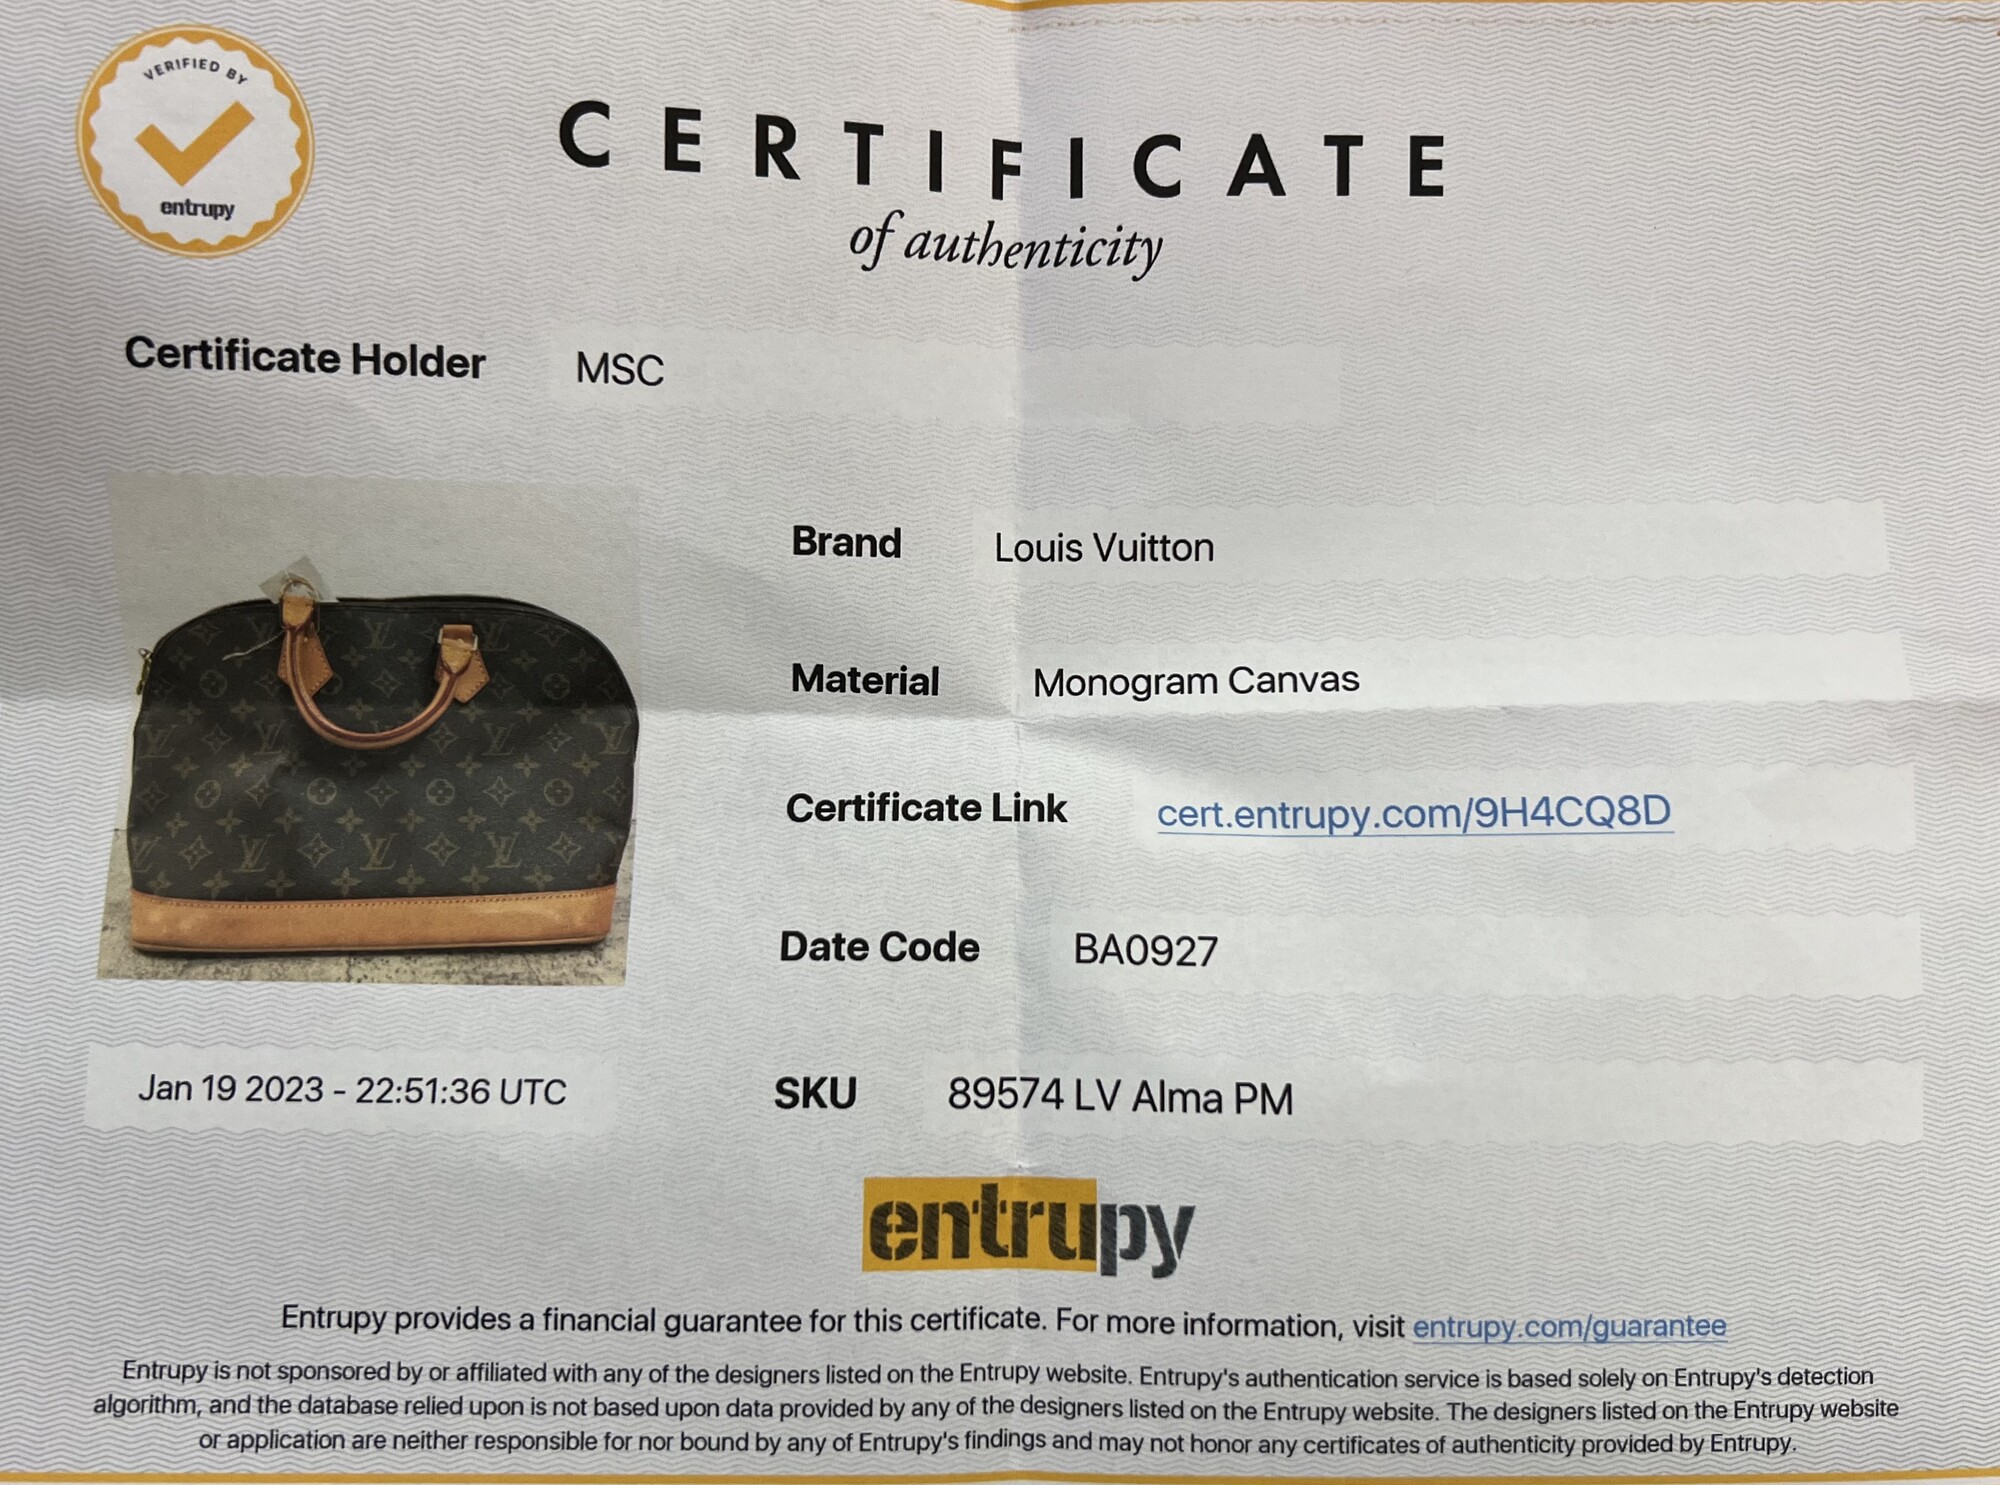 VERIFIED BY
entrupy
CERTIFICATE
of authenticity
Certificate Holder MSC
Brand Louis Vuitton
Material Monogram Canvas
Certificate Link cert.entrupy.com/9H4CQ8D
Date Code BA0927
Jan 19 2023 - 22:51:36 UTC
SKU 89574 LV Alma PM
entrupy
Entrupy provides a financial guarantee for this certificate. For more information, visit entrupy.com/guarantee
Entrupy is not sponsored by or affiliated with any of the designers listed on the Entrupy website. Entrupy's authentication service is based solely on Entrupy's detection
algorithm, and the database relied upon is not based upon data provided by any of the designers listed on the Entrupy website. The designers listed on the Entrupy website
or application are neither responsible for nor bound by any of Entrupy's findings and may not honor any certificates of authenticity provided by Entrupy.